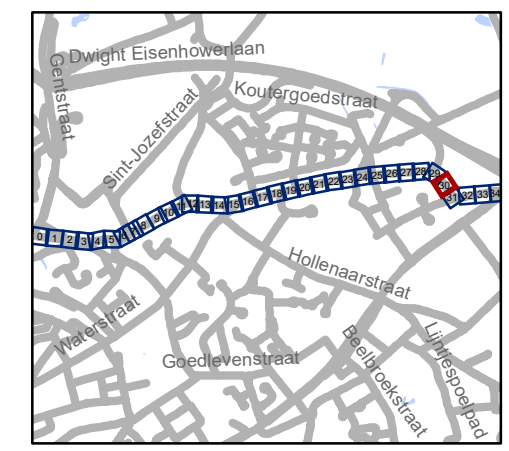 Dwight Eisenhowerlaan
Gentstraat
Koutergoedstraat
Sint-Jozefstraat
0 1 2 3 4 5 6 7 8 9 10 11 12 13 14 15 16 17 18 19 20 21 22 23 24 25 26 27 28 29 30 31 32 33 34
Hollenaarstraat
Waterstraat
Goedlevenstraat
Beelbroekstraat
Lijntjespoelpad